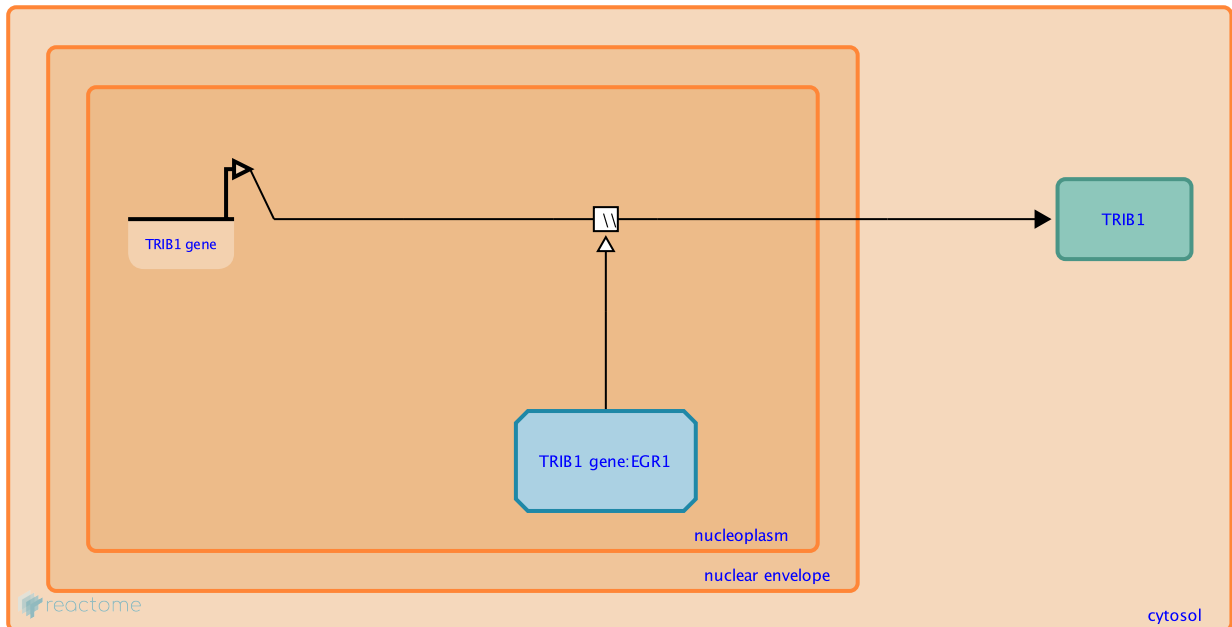 TRIB1
TRIB1 gene
\\
TRIB1 gene:EGR1
nucleoplasm
nuclear envelope
reactome
cytosol